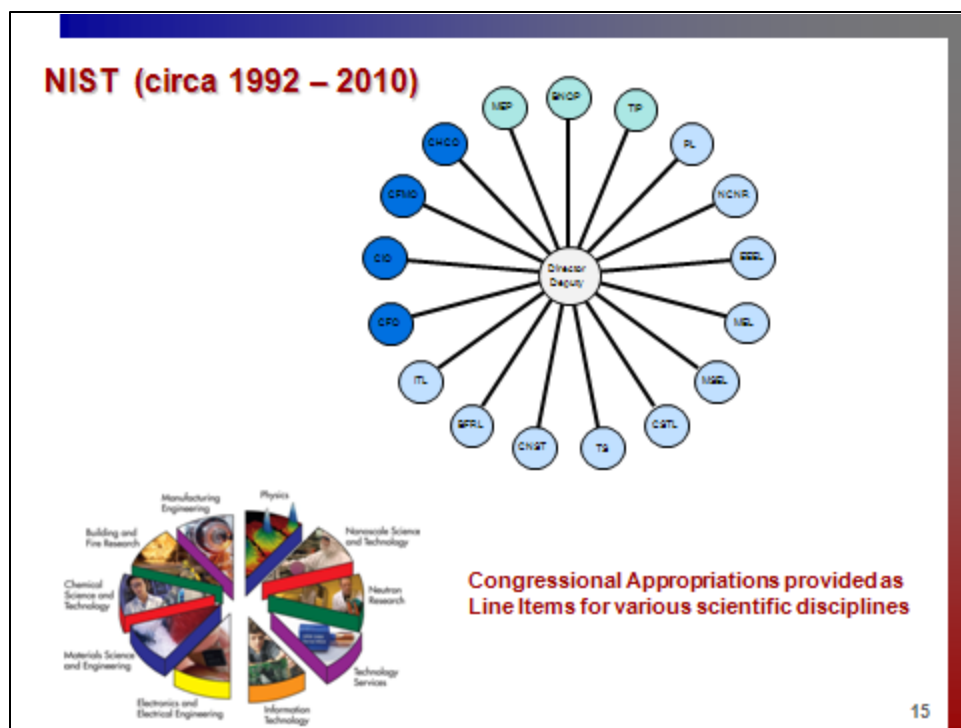 NIST (circa 1992 – 2010)
MEP
BNQP
TIP
CHCO
PL
CFMO
NCNR
CIO
EEEL
Director
Deputy
CFO
MEL
ITL
MSEL
BFRL
CSTL
CNST
TS
Manufacturing
Engineering
Physics
Building and
Fire Research
Nanoscale Science
and Technology
Chemical
Science and
Technology
Neutron
Research
Materials Science
and Engineering
Technology
Services
Electronics and
Electrical Engineering
Information
Technology
Congressional Appropriations provided as
Line Items for various scientific disciplines
15